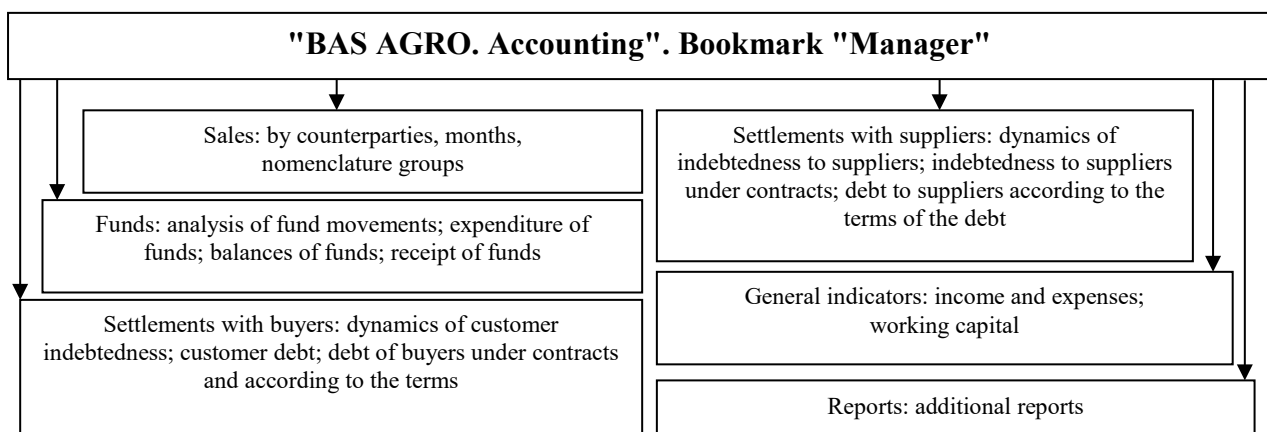 "BAS AGRO. Accounting". Bookmark "Manager"
Sales: by counterparties, months,
nomenclature groups
Funds: analysis of fund movements; expenditure of
funds; balances of funds; receipt of funds
Settlements with buyers: dynamics of customer
indebtedness; customer debt; debt of buyers under contracts
and according to the terms
Settlements with suppliers: dynamics of
indebtedness to suppliers; indebtedness to suppliers
under contracts; debt to suppliers according to the
terms of the debt
General indicators: income and expenses;
working capital
Reports: additional reports